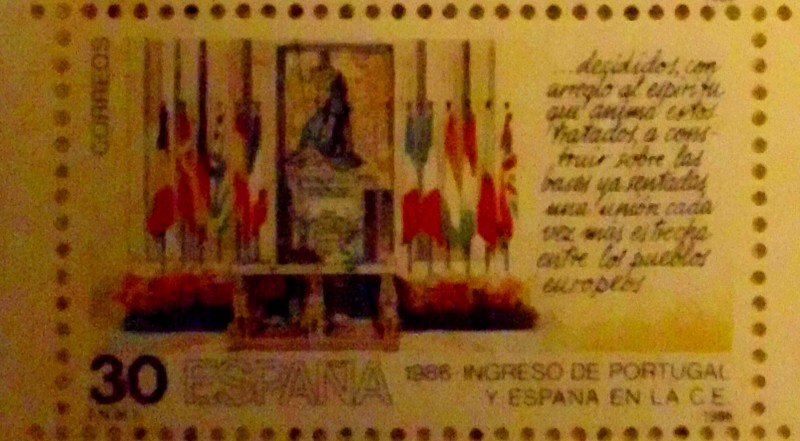 CORREOS
...decididos, con
arreglo al espíritu
que anima estos
Tratados, a cons-
truir sobre las
bases ya sentadas
una unión cada
vez más estrecha
entre los pueblos
europeos
30 ESPAÑA
1986·INGRESO DE PORTUGAL
Y ESPAÑA EN LA C.E.
1986